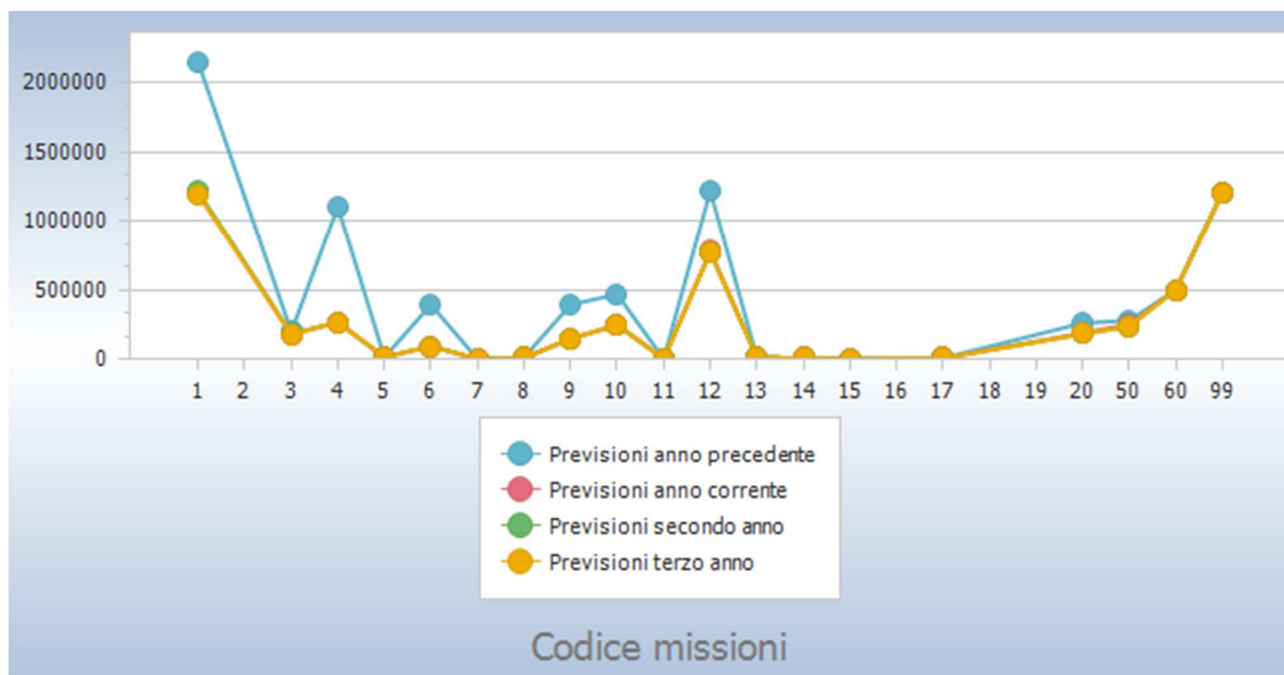 2000000
1500000
1000000
500000
0
1 2 3 4 5 6 7 8 9 10 11 12 13 14 15 16 17 18 19 20 50 60 99
Previsioni anno precedente
Previsioni anno corrente
Previsioni secondo anno
Previsioni terzo anno
Codice missioni